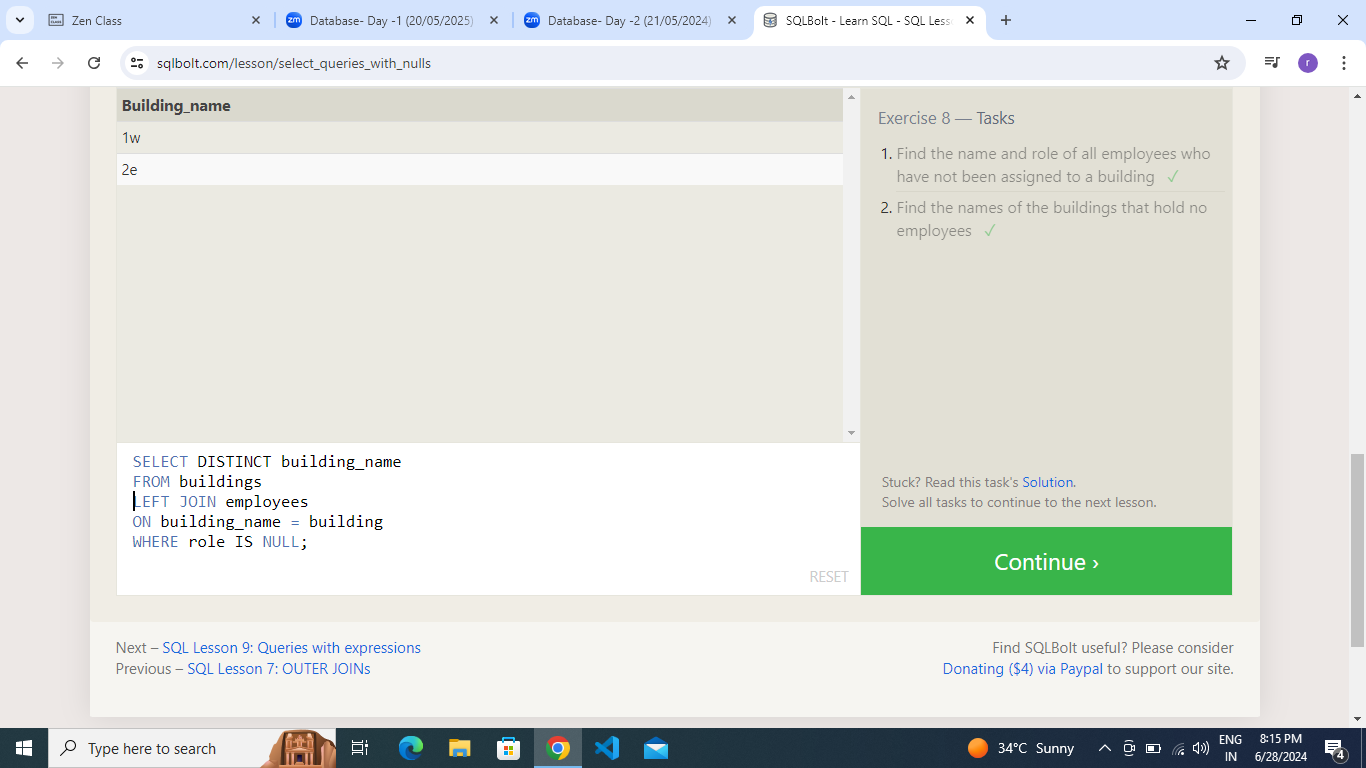 Zen Class
Database- Day -1 (20/05/2025)
Database- Day -2 (21/05/2024)
SQLBolt - Learn SQL - SQL Less
sqlbolt.com/lesson/select_queries_with_nulls
r
Building_name
1w
2e
Exercise 8 — Tasks
1. Find the name and role of all employees who
have not been assigned to a building ✓
2. Find the names of the buildings that hold no
employees ✓
SELECT DISTINCT building_name
FROM buildings
LEFT JOIN employees
ON building_name = building
WHERE role IS NULL;
RESET
Stuck? Read this task's Solution.
Solve all tasks to continue to the next lesson.
Continue ›
Next – SQL Lesson 9: Queries with expressions
Previous – SQL Lesson 7: OUTER JOINs
Find SQLBolt useful? Please consider
Donating ($4) via Paypal to support our site.
Type here to search
34°C Sunny
ENG
IN
8:15 PM
6/28/2024
4